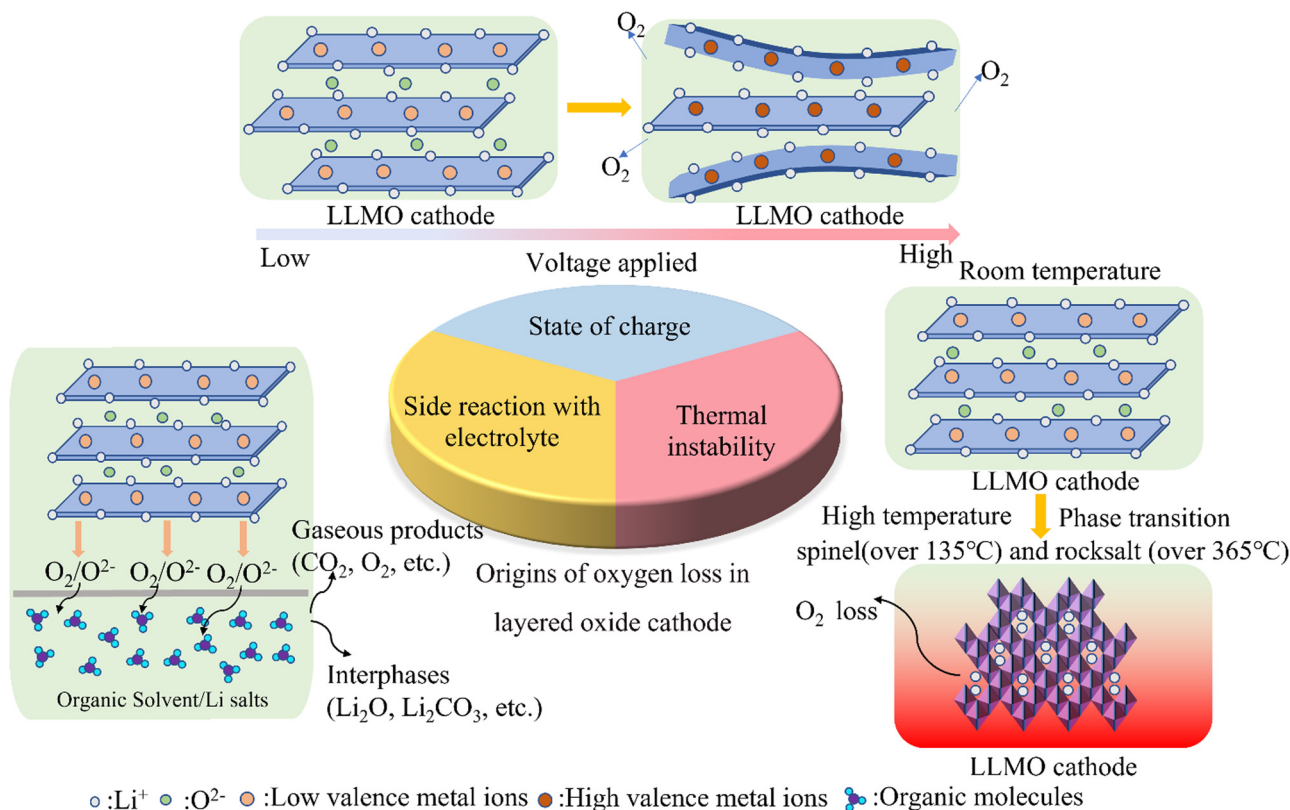 O₂
O₂
O₂
LLMO cathode
LLMO cathode
Low
High
Voltage applied
Room temperature
State of charge
Side reaction with
electrolyte
Thermal
instability
LLMO cathode
High temperature
Phase transition
spinel(over 135℃) and rocksalt (over 365℃)
Gaseous products
(CO₂, O₂, etc.)
O₂/O²⁻ O₂/O²⁻ O₂/O²⁻
Origins of oxygen loss in
layered oxide cathode
O₂ loss
Interphases
(Li₂O, Li₂CO₃, etc.)
Organic Solvent/Li salts
LLMO cathode
:Li⁺ :O²⁻ :Low valence metal ions :High valence metal ions :Organic molecules